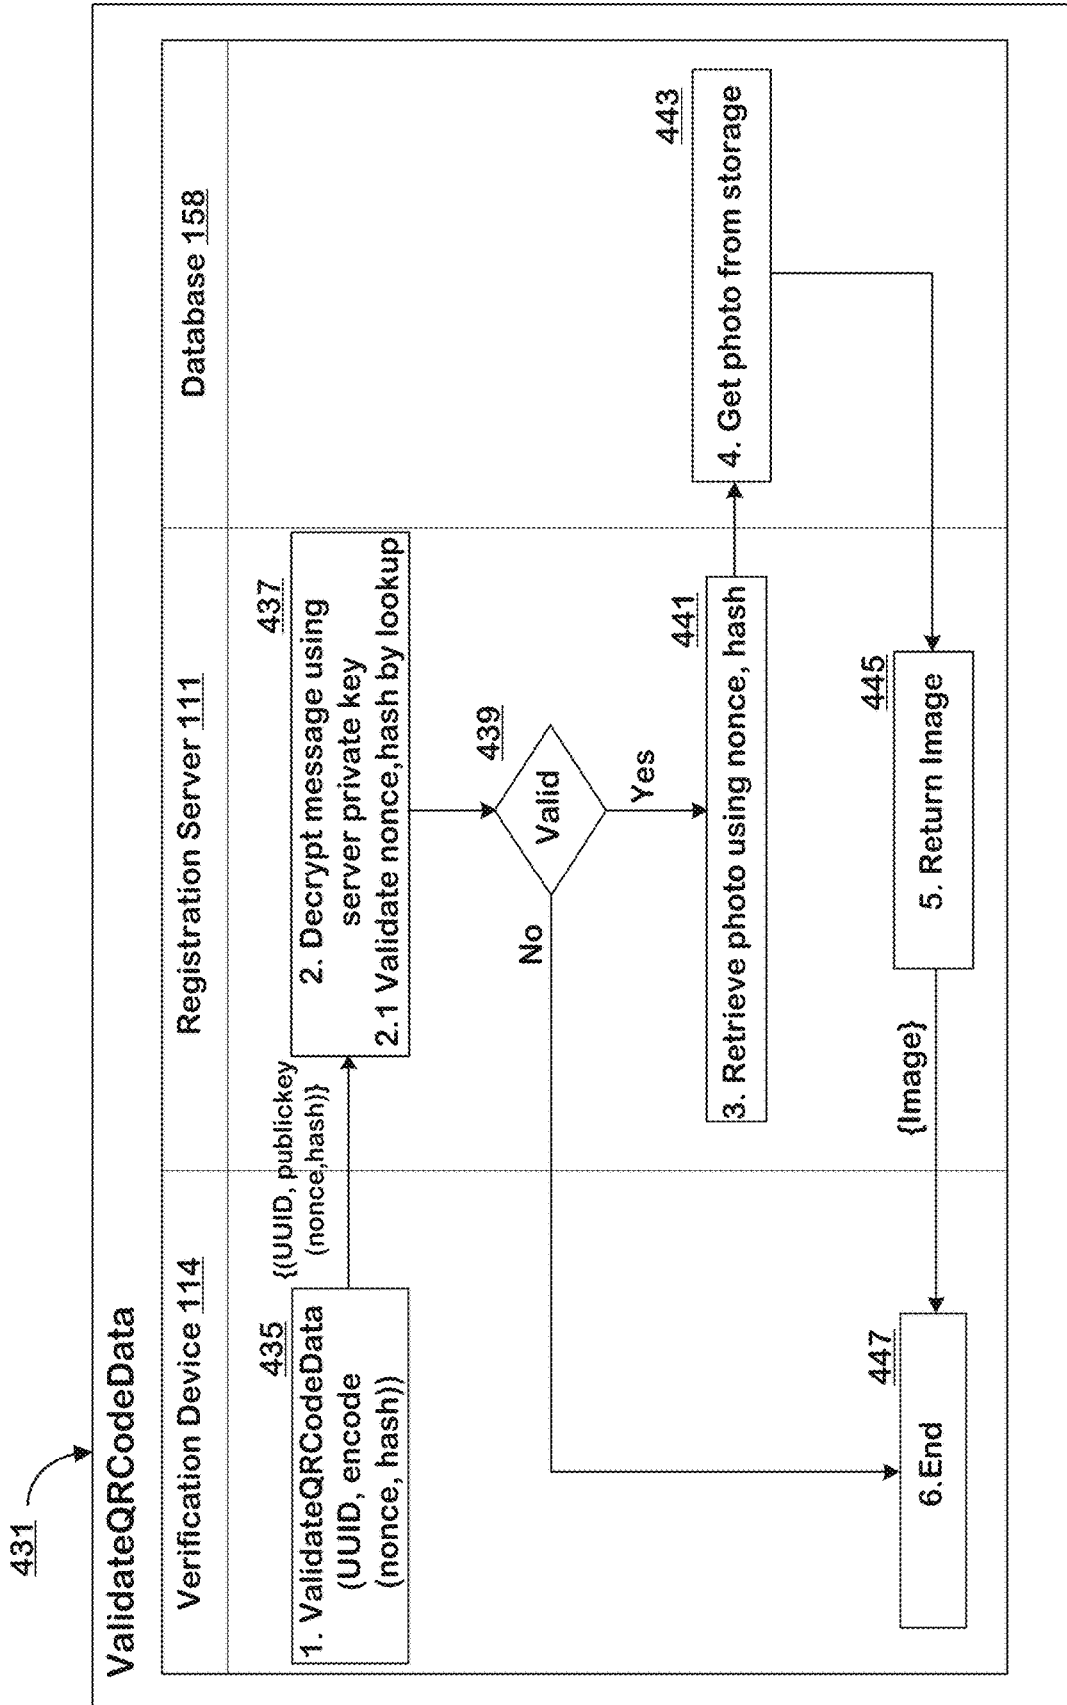 431
ValidateQRCodeData
Verification Device 114
Registration Server 111
Database 158
435
1. ValidateQRCodeData
(UUID, encode
(nonce, hash))
{(UUID, publickey
(nonce,hash)}
437
2. Decrypt message using
server private key
2.1 Validate nonce,hash by lookup
439
Valid
No
Yes
441
3. Retrieve photo using nonce, hash
443
4. Get photo from storage
445
5. Return Image
{Image}
447
6.End